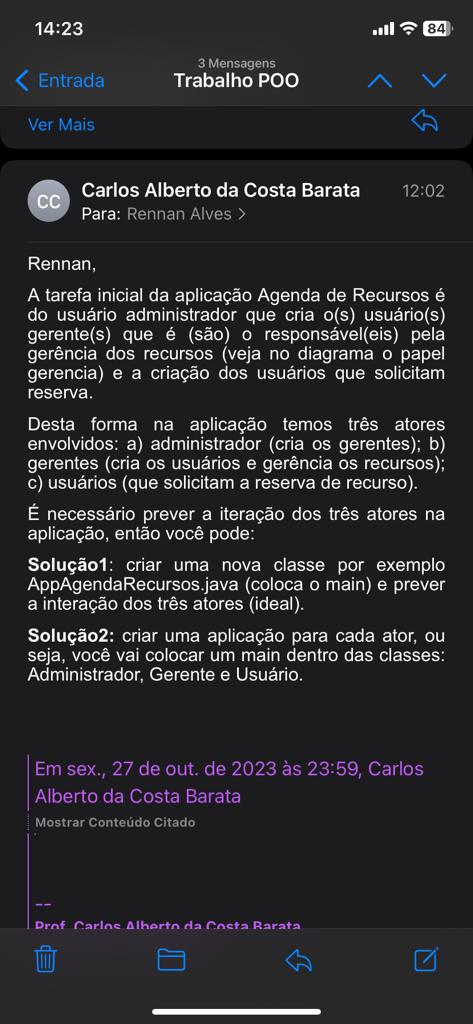 14:23
84
Entrada
3 Mensagens
Trabalho POO
Ver Mais
CC
Carlos Alberto da Costa Barata
12:02
Para: Rennan Alves
Rennan,
A tarefa inicial da aplicação Agenda de Recursos é
do usuário administrador que cria o(s) usuário(s)
gerente(s) que é (são) o responsável(eis) pela
gerência dos recursos (veja no diagrama o papel
gerencia) e a criação dos usuários que solicitam
reserva.
Desta forma na aplicação temos três atores
envolvidos: a) administrador (cria os gerentes); b)
gerentes (cria os usuários e gerência os recursos);
c) usuários (que solicitam a reserva de recurso).
É necessário prever a iteração dos três atores na
aplicação, então você pode:
Solução1: criar uma nova classe por exemplo
AppAgendaRecursos.java (coloca o main) e prever
a interação dos três atores (ideal).
Solução2: criar uma aplicação para cada ator, ou
seja, você vai colocar um main dentro das classes:
Administrador, Gerente e Usuário.
Em sex., 27 de out. de 2023 às 23:59, Carlos
Alberto da Costa Barata
Mostrar Conteúdo Citado
--
Prof. Carlos Alberto da Costa Barata